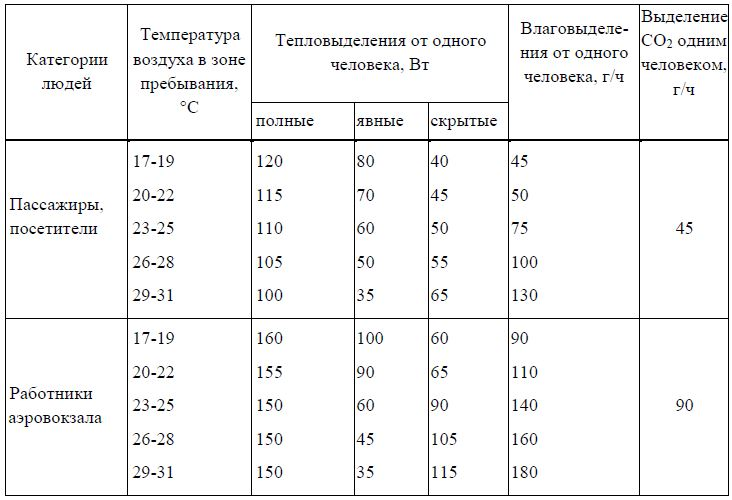 Категории
людей
Температура
воздуха в зоне
пребывания,
°С
Тепловыделения от одного
человека, Вт
Влаговыделе-
ния от одного
человека, г/ч
Выделение
СО2 одним
человеком,
г/ч
полные явные скрытые
Пассажиры,
посетители
17-19 120 80 40 45
20-22 115 70 45 50
23-25 110 60 50 75 45
26-28 105 50 55 100
29-31 100 35 65 130
Работники
аэровокзала
17-19 160 100 60 90
20-22 155 90 65 110
23-25 150 60 90 140 90
26-28 150 45 105 160
29-31 150 35 115 180